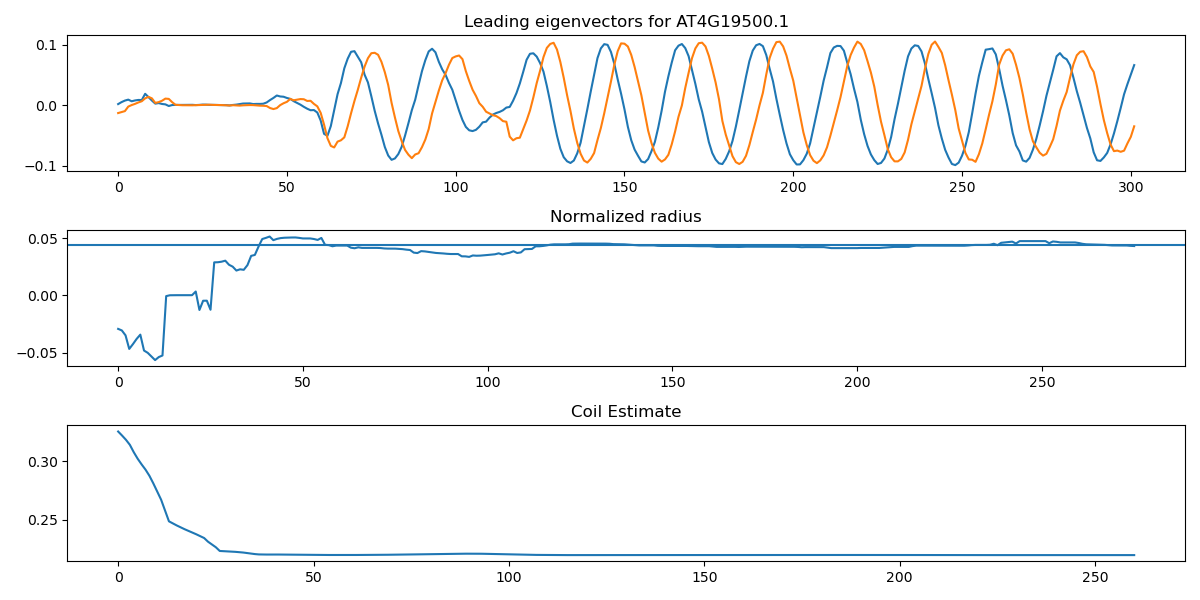 Leading eigenvectors for AT4G19500.1
0.1
0.0
−0.1
0 50 100 150 200 250 300
Normalized radius
0.05
0.00
−0.05
0 50 100 150 200 250
Coil Estimate
0.30
0.25
0 50 100 150 200 250